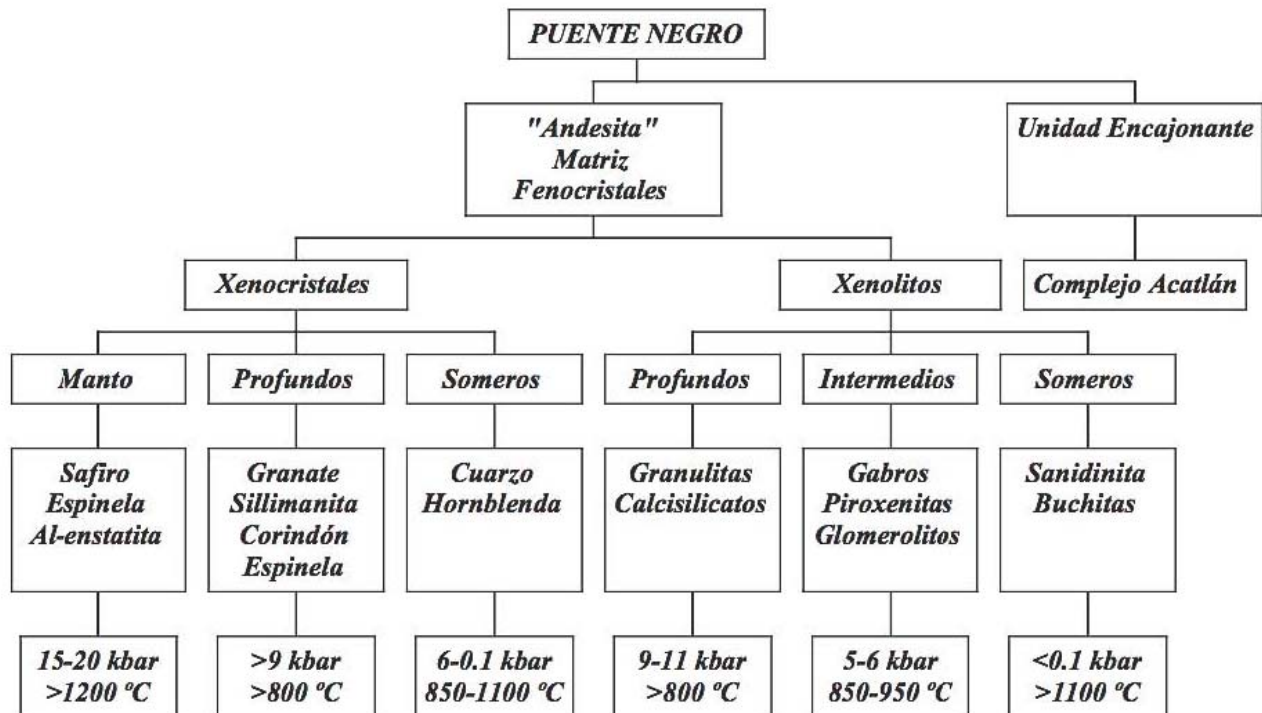 PUENTE NEGRO
"Andesita"
Matriz
Fenocristales
Unidad Encajonante
Xenocristales
Xenolitos
Complejo Acatlán
Manto
Profundos
Someros
Profundos
Intermedios
Someros
Safiro
Espinela
Al-enstatita
Granate
Sillimanita
Corindón
Espinela
Cuarzo
Hornblenda
Granulitas
Calcisilicatos
Gabros
Piroxenitas
Glomerolitos
Sanidinita
Buchitas
15-20 kbar
>1200 ºC
>9 kbar
>800 ºC
6-0.1 kbar
850-1100 ºC
9-11 kbar
>800 ºC
5-6 kbar
850-950 ºC
<0.1 kbar
>1100 ºC